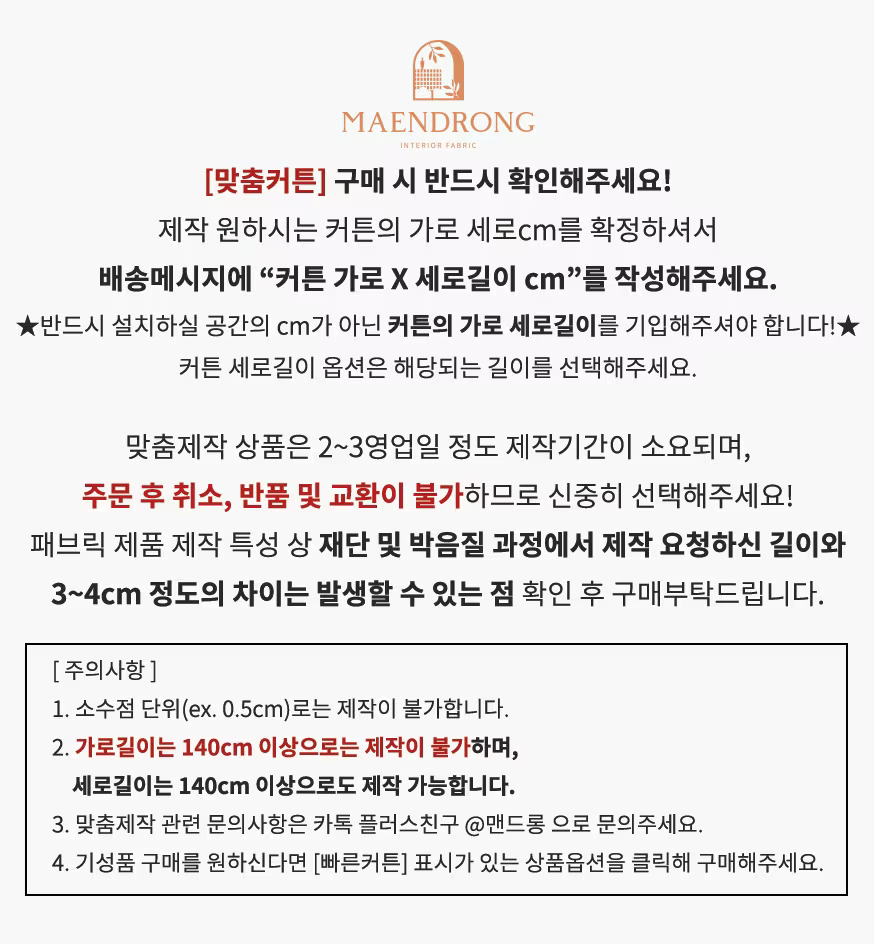 MAENDRONG
INTERIOR FABRIC
[맞춤커튼] 구매 시 반드시 확인해주세요!
제작 원하시는 커튼의 가로 세로cm를 확정하셔서
배송메시지에 “커튼 가로 X 세로길이 cm”를 작성해주세요.
★반드시 설치하실 공간의 cm가 아닌 커튼의 가로 세로길이를 기입해주셔야 합니다!★
커튼 세로길이 옵션은 해당되는 길이를 선택해주세요.
맞춤제작 상품은 2~3영업일 정도 제작기간이 소요되며,
주문 후 취소, 반품 및 교환이 불가하므로 신중히 선택해주세요!
패브릭 제품 제작 특성 상 재단 및 박음질 과정에서 제작 요청하신 길이와
3~4cm 정도의 차이는 발생할 수 있는 점 확인 후 구매부탁드립니다.
[ 주의사항 ]
1. 소수점 단위(ex. 0.5cm)로는 제작이 불가합니다.
2. 가로길이는 140cm 이상으로는 제작이 불가하며,
세로길이는 140cm 이상으로도 제작 가능합니다.
3. 맞춤제작 관련 문의사항은 카톡 플러스친구 @맨드롱 으로 문의주세요.
4. 기성품 구매를 원하신다면 [빠른커튼] 표시가 있는 상품옵션을 클릭해 구매해주세요.